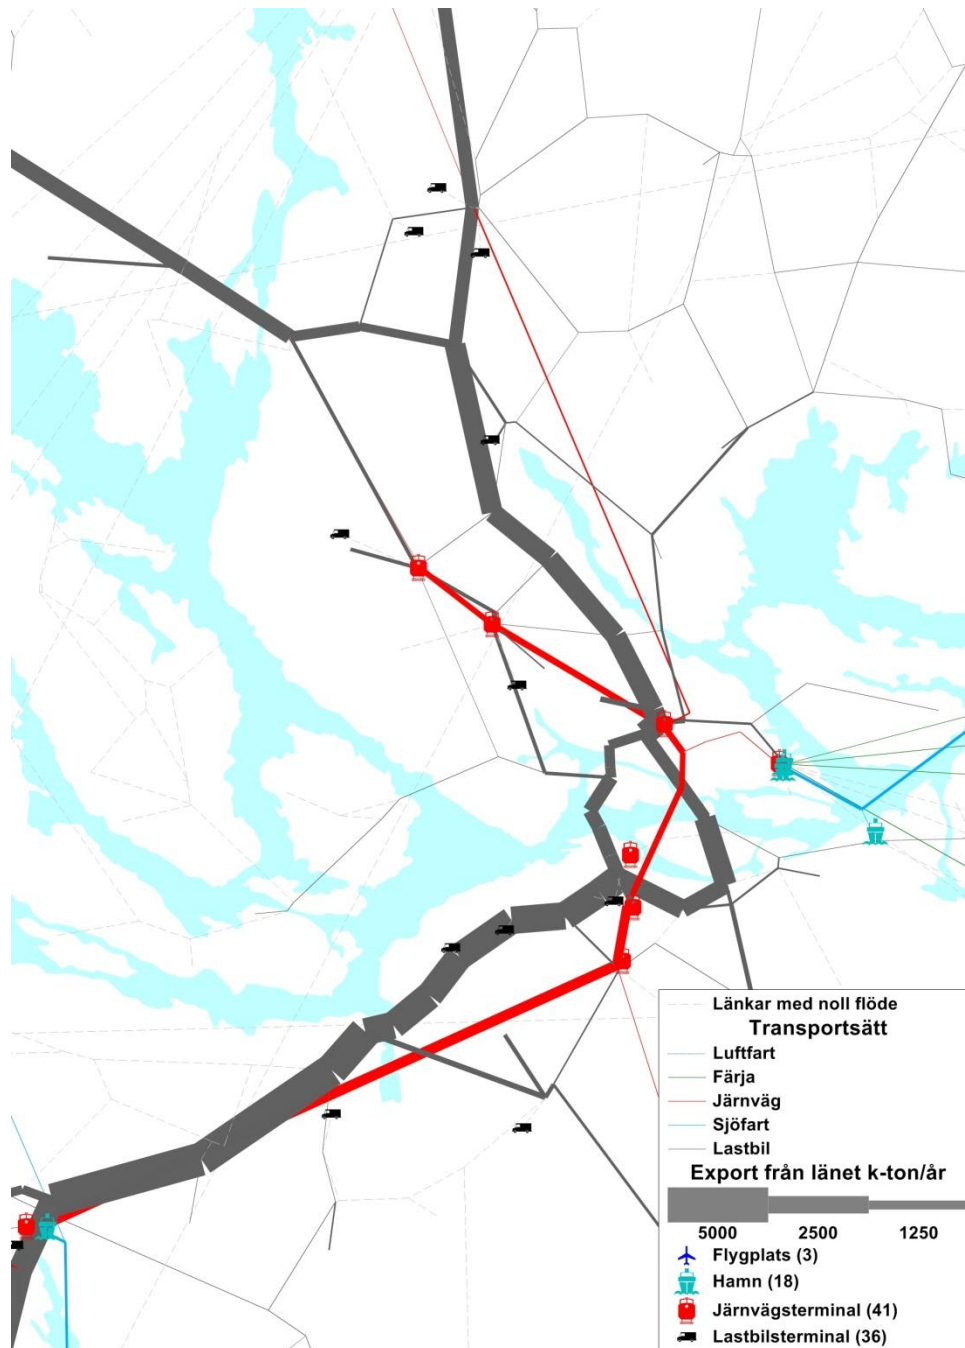 Länkar med noll flöde
Transportsätt
Luftfart
Färja
Järnväg
Sjöfart
Lastbil
Export från länet k-ton/år
5000 2500 1250
Flygplats (3)
Hamn (18)
Järnvägsterminal (41)
Lastbilsterminal (36)